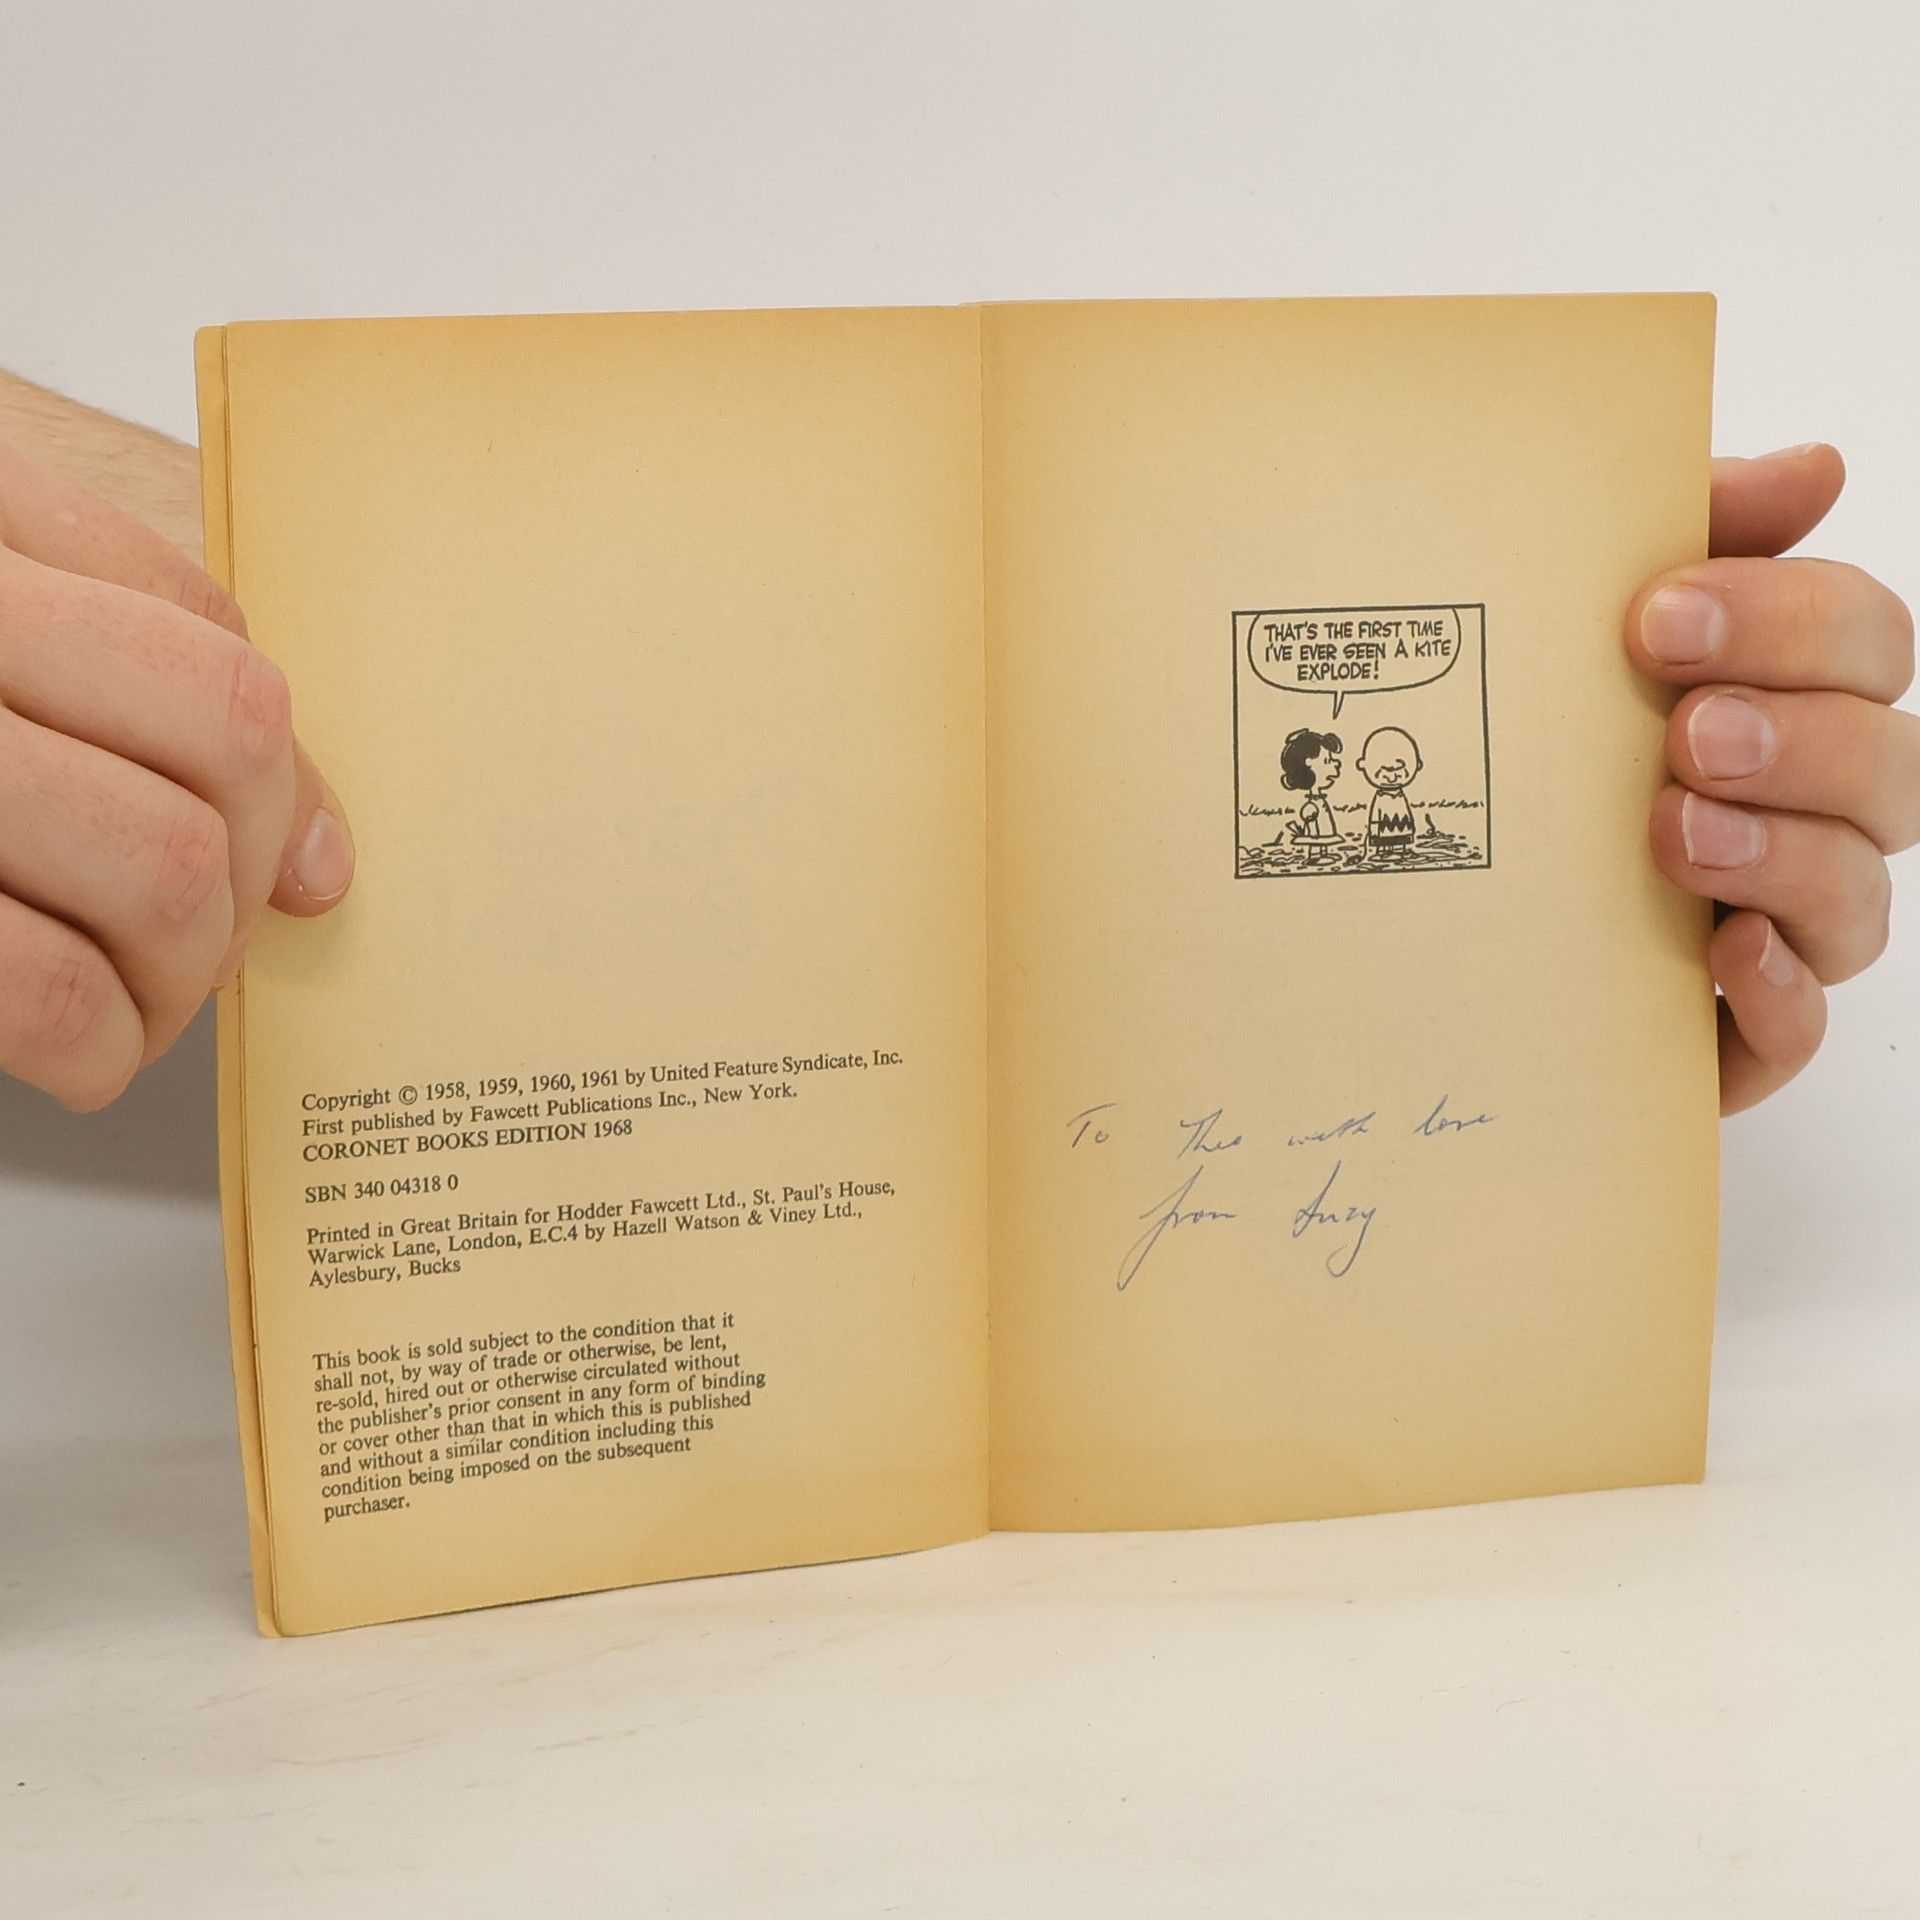 Copyright © 1958, 1959, 1960, 1961 by United Feature Syndicate, Inc.
First published by Fawcett Publications Inc., New York.
CORONET BOOKS EDITION 1968
SBN 340 04318 0
Printed in Great Britain for Hodder Fawcett Ltd., St. Paul's House,
Warwick Lane, London, E.C.4 by Hazell Watson & Viney Ltd.,
Aylesbury, Bucks
This book is sold subject to the condition that it
shall not, by way of trade or otherwise, be lent,
re-sold, hired out or otherwise circulated without
the publisher's prior consent in any form of binding
or cover other than that in which this is published
and without a similar condition including this
condition being imposed on the subsequent
purchaser.
THAT'S THE FIRST TIME
I'VE EVER SEEN A KITE
EXPLODE!
To Theo with love
from Suzy